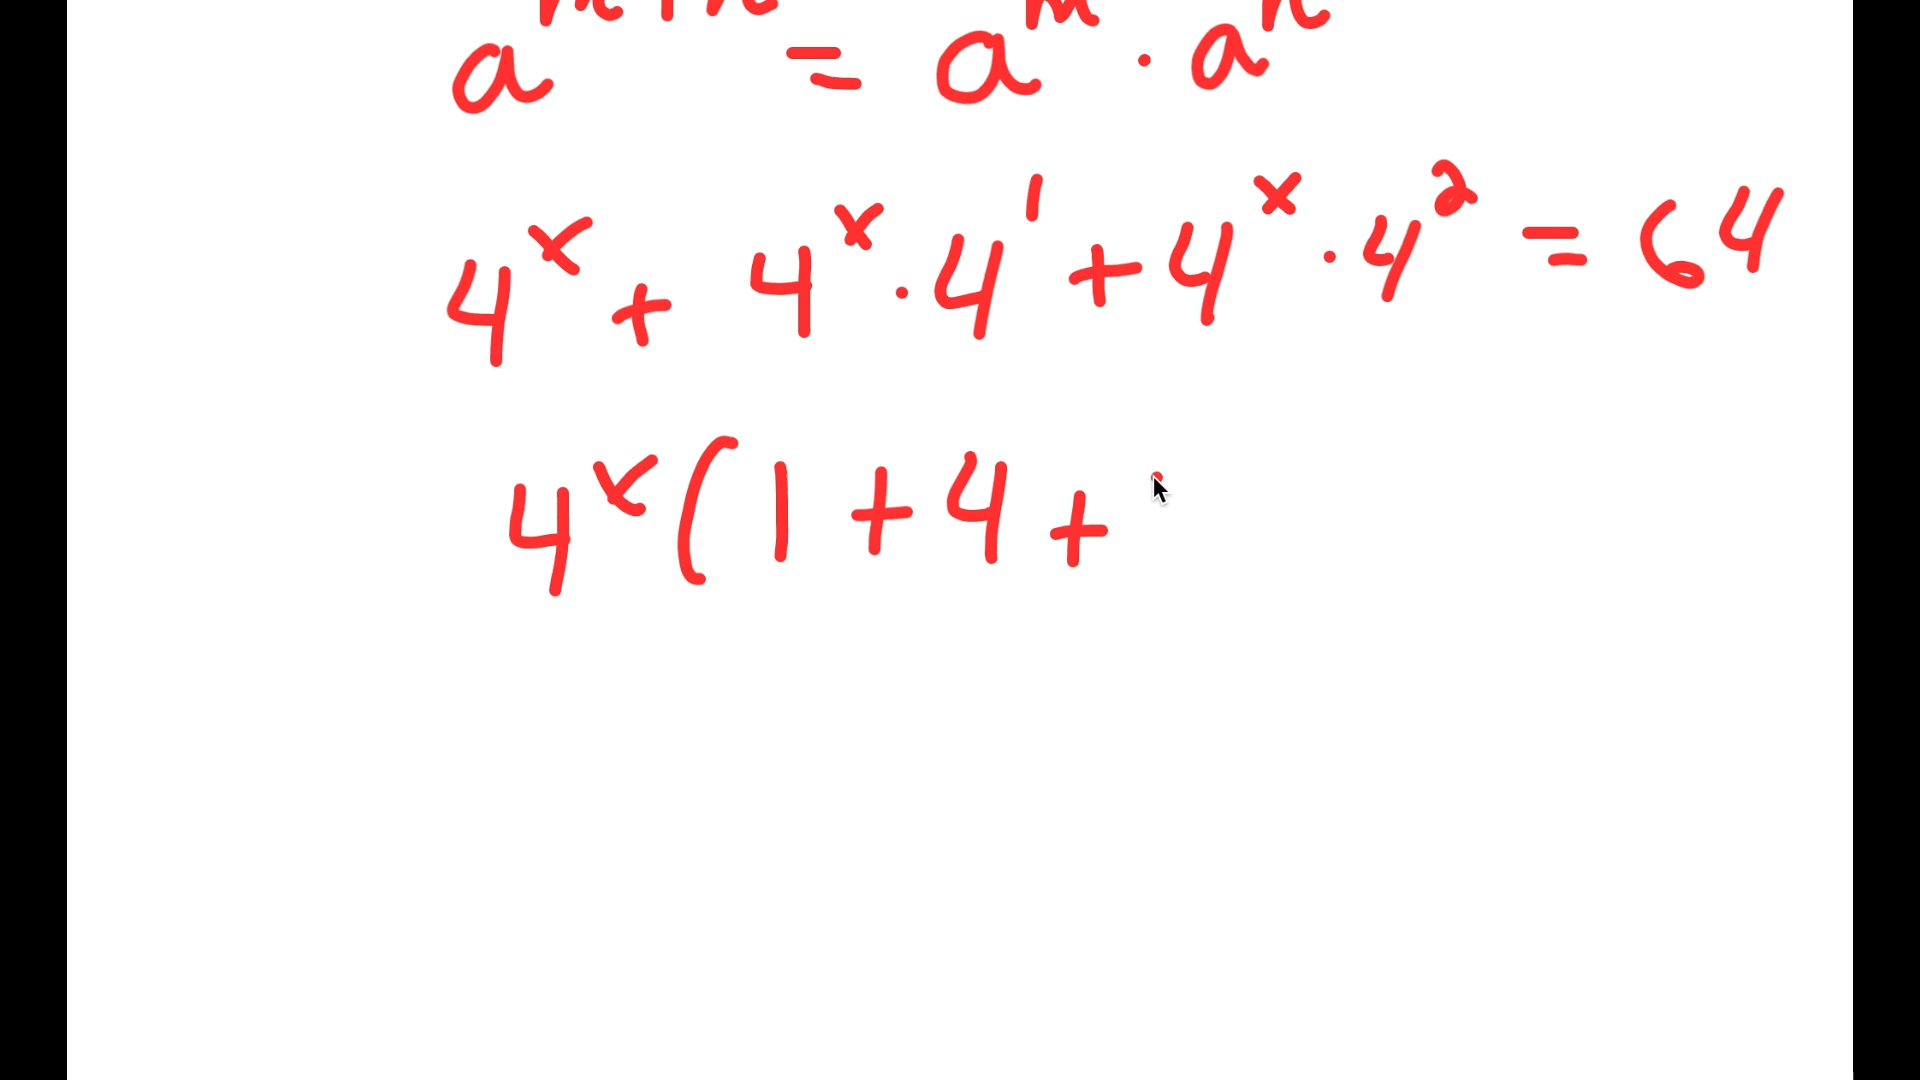 a^{m+n} = a^m · a^n
4^x + 4^x · 4^1 + 4^x · 4^2 = 64
4^x (1 + 4 +